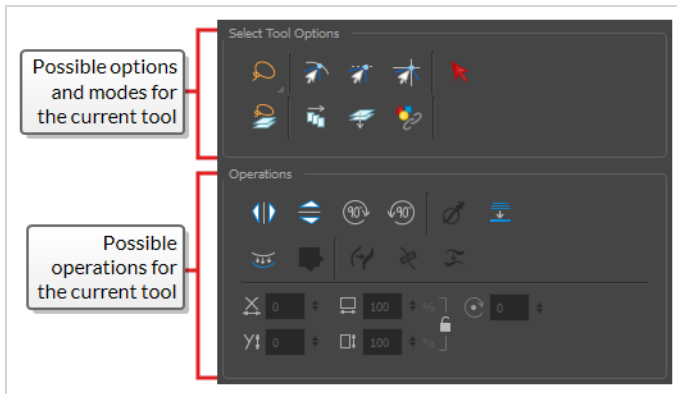 Select Tool Options
Possible options
and modes for
the current tool
Operations
90°
90°
Possible
operations for
the current tool
X 0 100 % 0
Y 0 100 %